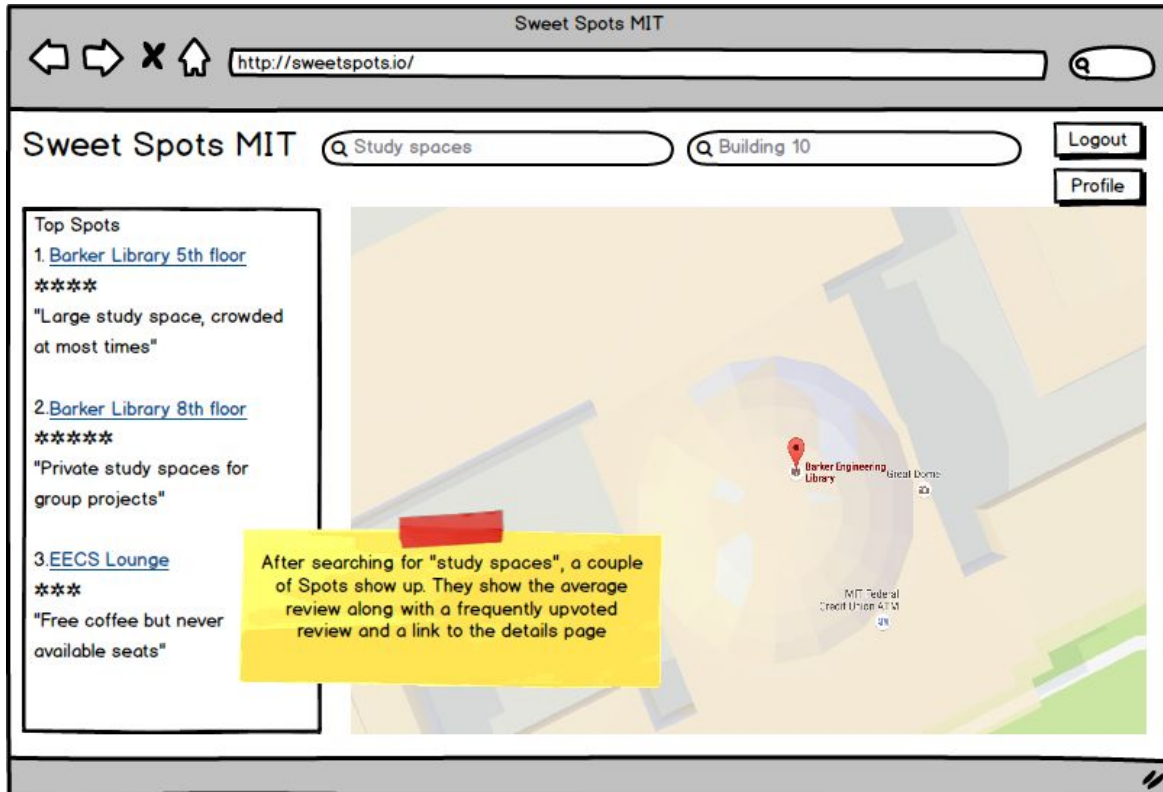 Sweet Spots MIT
http://sweetspots.io/
Sweet Spots MIT
Study spaces
Building 10
Logout
Profile
Top Spots
1. Barker Library 5th floor
****
"Large study space, crowded
at most times"
2.Barker Library 8th floor
*****
"Private study spaces for
group projects"
3.EECS Lounge
***
"Free coffee but never
available seats"
After searching for "study spaces", a couple
of Spots show up. They show the average
review along with a frequently upvoted
review and a link to the details page
Barker Engineering
Library
Great Dome
MIT Federal
Credit Union ATM